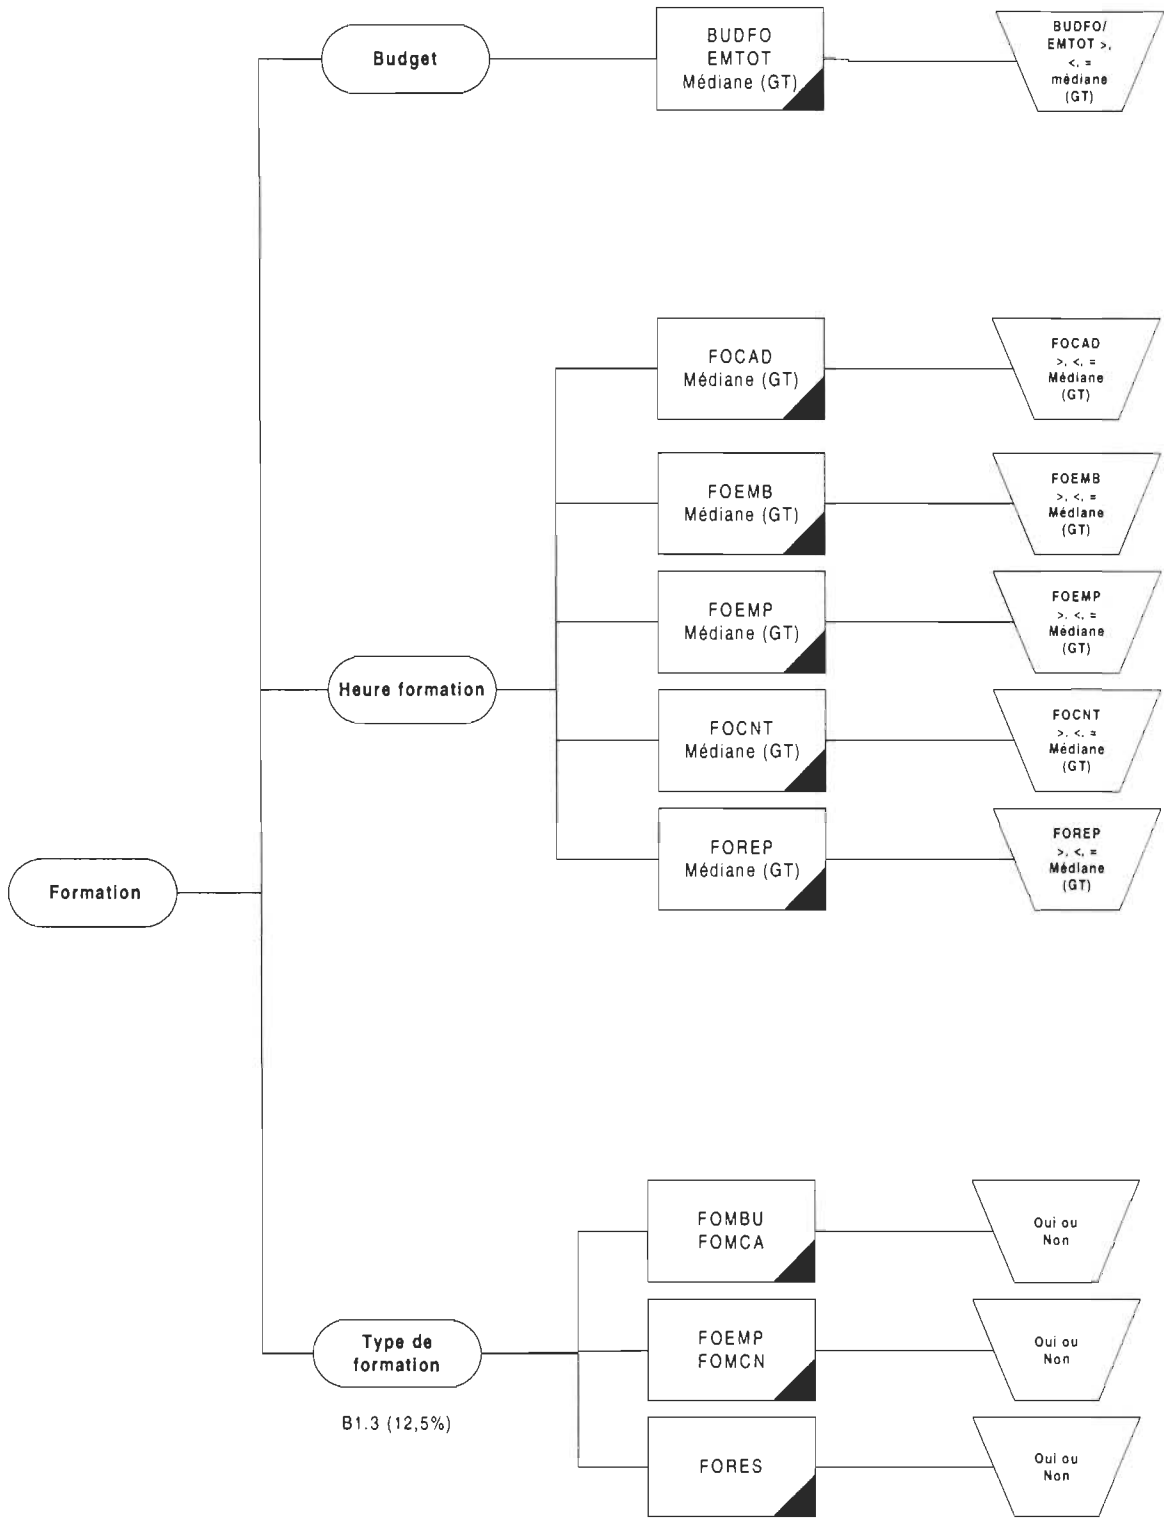 Budget
BUDFO
EMTOT
Médiane (GT)
BUDFO/
EMTOT >,
<, =
médiane
(GT)
FOCAD
Médiane (GT)
FOCAD
>, <, =
Médiane
(GT)
FOEMB
Médiane (GT)
FOEMB
>, <, =
Médiane
(GT)
FOEMP
Médiane (GT)
FOEMP
>, <, =
Médiane
(GT)
Heure formation
FOCNT
Médiane (GT)
FOCNT
>, <, =
Médiane
(GT)
FOREP
Médiane (GT)
FOREP
>, <, =
Médiane
(GT)
Formation
FOMBU
FOMCA
Oui ou
Non
Type de
formation
B1.3 (12,5%)
FOEMP
FOMCN
Oui ou
Non
FORES
Oui ou
Non